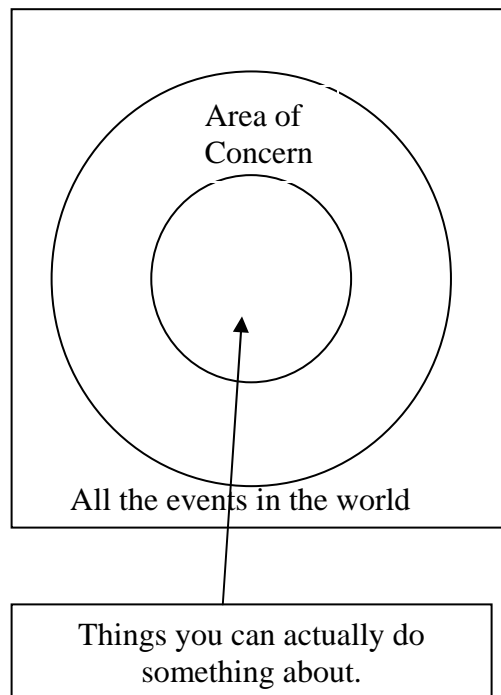 Area of
Concern
All the events in the world
Things you can actually do
something about.